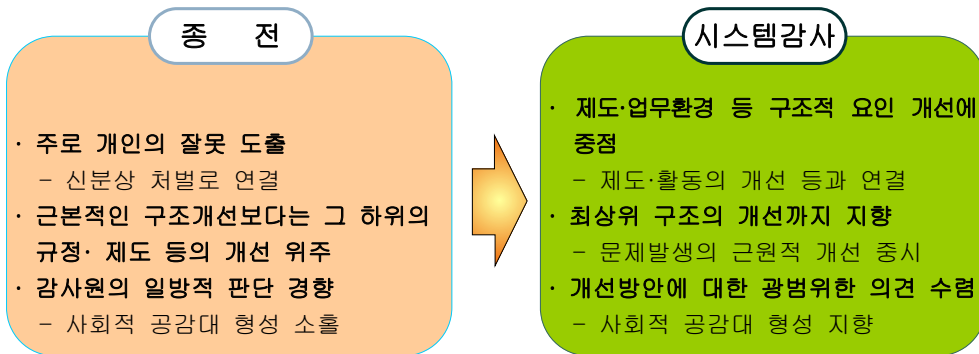 종 전
· 주로 개인의 잘못 도출
– 신분상 처벌로 연결
· 근본적인 구조개선보다는 그 하위의
규정· 제도 등의 개선 위주
· 감사원의 일방적 판단 경향
– 사회적 공감대 형성 소홀
시스템감사
· 제도·업무환경 등 구조적 요인 개선에
중점
– 제도·활동의 개선 등과 연결
· 최상위 구조의 개선까지 지향
– 문제발생의 근원적 개선 중시
· 개선방안에 대한 광범위한 의견 수렴
– 사회적 공감대 형성 지향